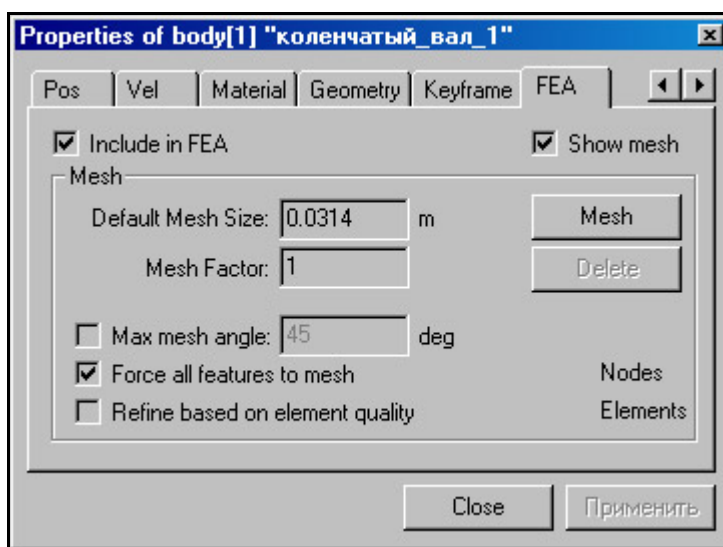 Properties of body[1] "коленчатый_вал_1"
Pos Vel Material Geometry Keyframe FEA
Include in FEA Show mesh
Mesh
Default Mesh Size: 0.0314 m Mesh
Mesh Factor: 1 Delete
Max mesh angle: 45 deg
Force all features to mesh Nodes
Refine based on element quality Elements
Close Применить